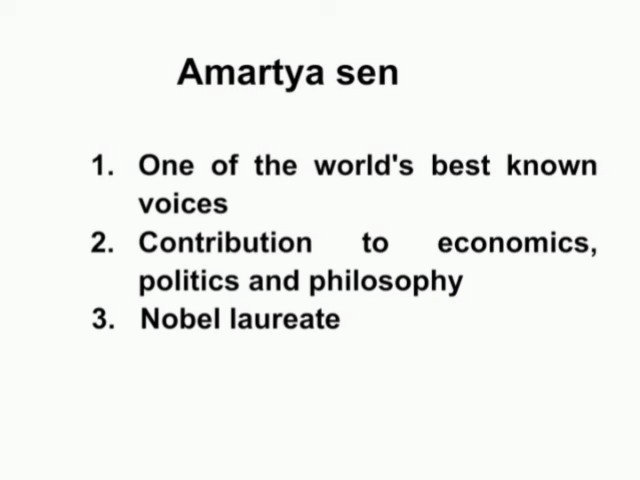 Amartya sen
1. One of the world's best known
voices
2. Contribution to economics,
politics and philosophy
3. Nobel laureate